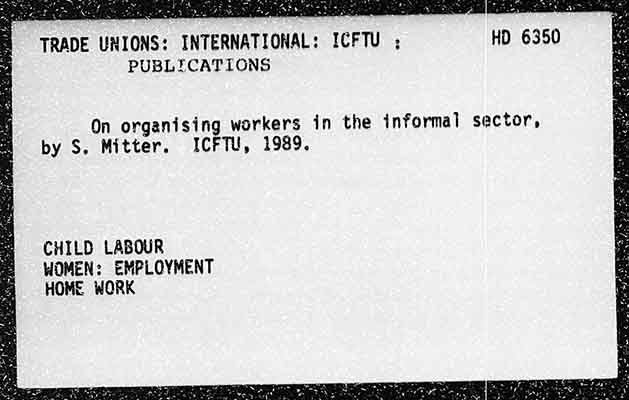 TRADE UNIONS: INTERNATIONAL: ICFTU : HD 6350
PUBLICATIONS
On organising workers in the informal sector,
by S. Mitter. ICFTU, 1989.
CHILD LABOUR
WOMEN: EMPLOYMENT
HOME WORK